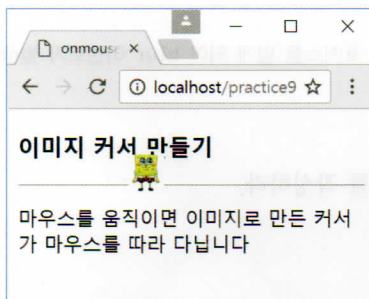 onmous
localhost/practice9
이미지 커서 만들기
마우스를 움직이면 이미지로 만든 커서
가 마우스를 따라 다닙니다